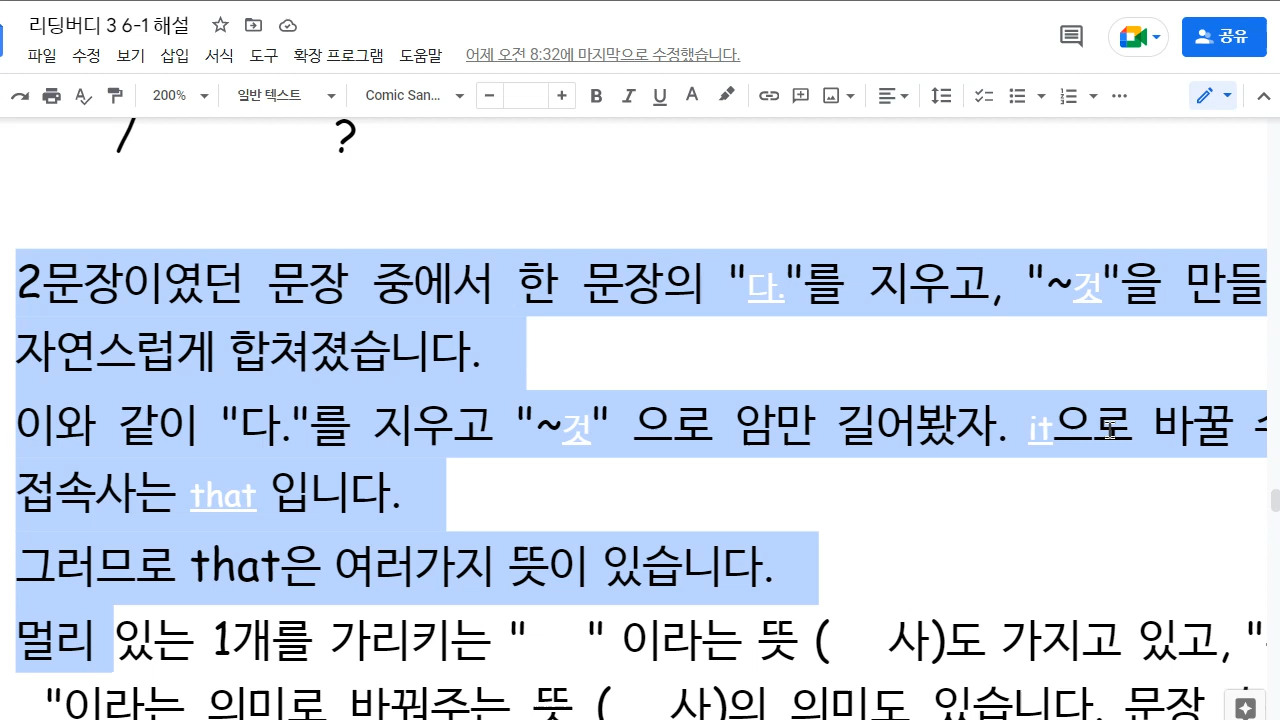 리딩버디 3 6-1 해설
파일 수정 보기 삽입 서식 도구 확장 프로그램 도움말 어제 오전 8:32에 마지막으로 수정했습니다.
공유
200% 일반 텍스트 Comic San...
/ ?
2문장이였던 문장 중에서 한 문장의 "다."를 지우고, "~것"을 만들
자연스럽게 합쳐졌습니다.
이와 같이 "다."를 지우고 "~것" 으로 암만 길어봤자. it으로 바꿀
접속사는 that 입니다.
그러므로 that은 여러가지 뜻이 있습니다.
멀리 있는 1개를 가리키는 " " 이라는 뜻 ( 사)도 가지고 있고, "
"이라는 의미로 바꿔주는 뜻 ( 사)의 의미도 있습니다. 문장